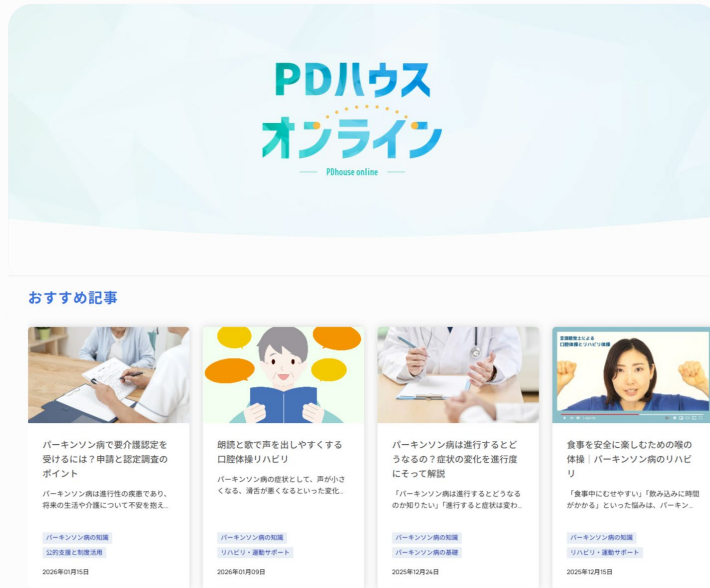 PDハウス
オンライン
PDhouse online
おすすめ記事
パーキンソン病で要介護認定を
受けるには？申請と認定調査の
ポイント
パーキンソン病は進行性の疾患であり、
将来の生活や介護について不安を抱え...
パーキンソン病の知識
公的支援と制度活用
2026年01月15日
朗読と歌で声を出しやすくする
口腔体操リハビリ
パーキンソン病の症状として、声が小さ
くなる、滑舌が悪くなるといった変化...
パーキンソン病の知識
リハビリ・運動サポート
2026年01月09日
パーキンソン病は進行するとど
うなるの？症状の変化を進行度
にそって解説
「パーキンソン病は進行するとどうなる
のか知りたい」「進行すると症状は変わ...
パーキンソン病の知識
パーキンソン病の基礎
2025年12月24日
言語聴覚士による
口腔体操とリハビリ体操
食事を安全に楽しむための喉の
体操｜パーキンソン病のリハビ
リ
「食事中にむせやすい」「飲み込みに時間
がかかる」といった悩みは、パーキン...
パーキンソン病の知識
リハビリ・運動サポート
2025年12月15日